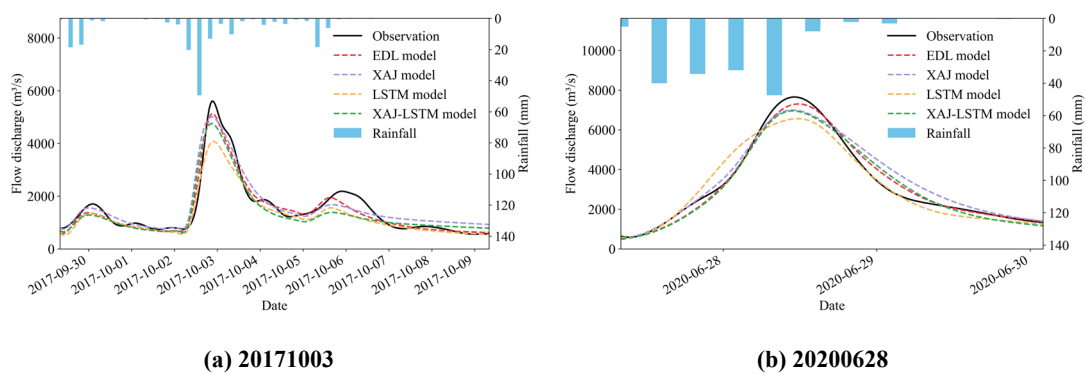 8000
6000
4000
2000
0
Flow discharge (m³/s)
Observation
EDL model
XAJ model
LSTM model
XAJ-LSTM model
Rainfall
0
20
40
60
80
100
120
140
Rainfall (mm)
2017-09-30
2017-10-01
2017-10-02
2017-10-03
2017-10-04
2017-10-05
2017-10-06
2017-10-07
2017-10-08
2017-10-09
Date
(a) 20171003
10000
8000
6000
4000
2000
0
Flow discharge (m³/s)
Observation
EDL model
XAJ model
LSTM model
XAJ-LSTM model
Rainfall
0
20
40
60
80
100
120
140
Rainfall (mm)
2020-06-28
2020-06-29
2020-06-30
Date
(b) 20200628